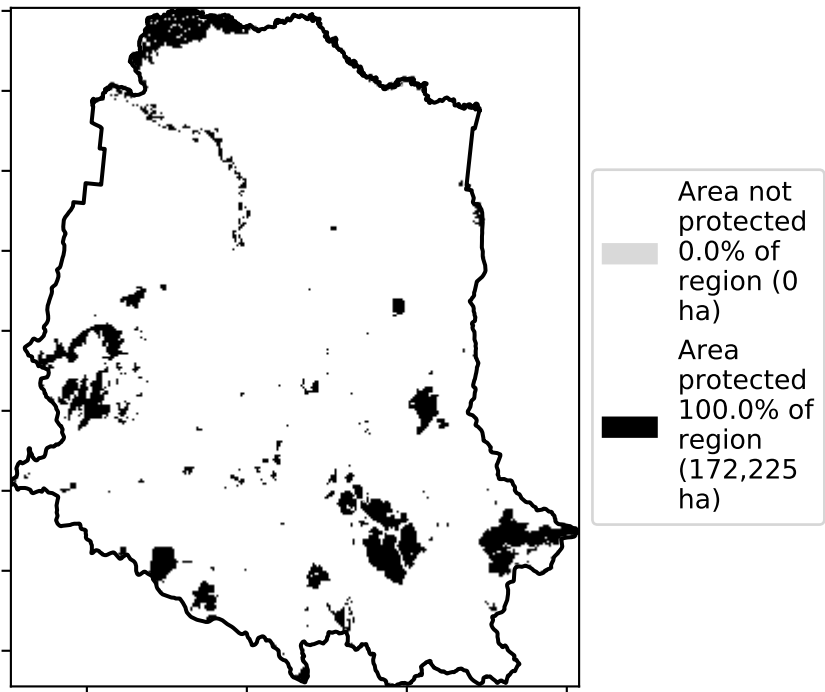 Area not
protected
0.0% of
region (0
ha)
Area
protected
100.0% of
region
(172,225
ha)